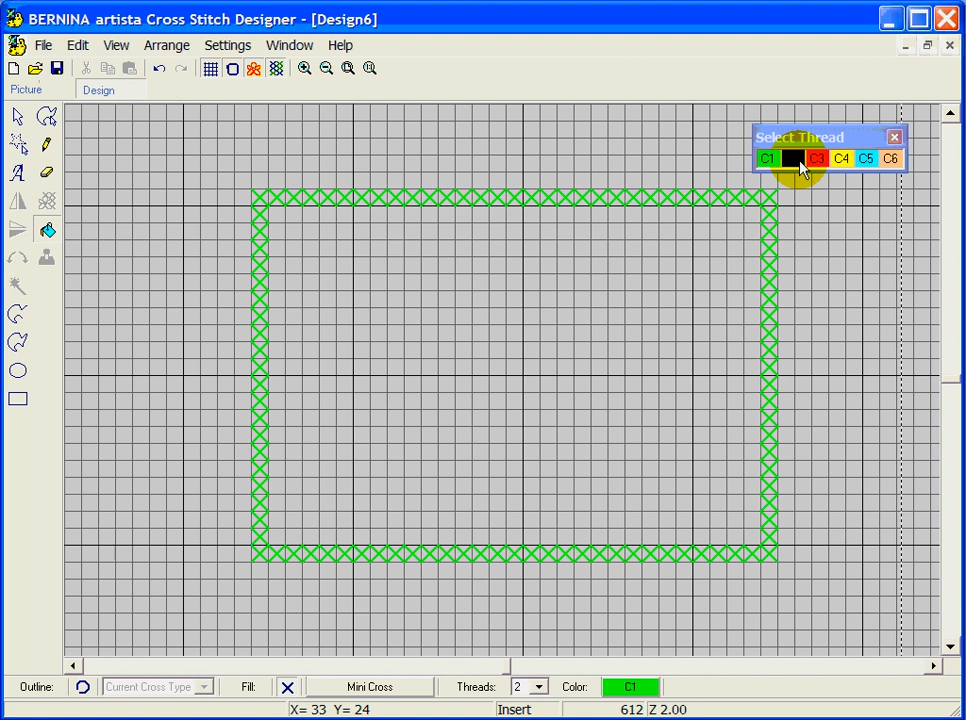 BERNINA artista Cross Stitch Designer - [Design6]
File Edit View Arrange Settings Window Help
Picture Design
Select Thread
C1 C3 C4 C5 C6
Outline: Current Cross Type Fill: Mini Cross Threads: 2 Color: C1
X= 33 Y= 24 Insert 612 Z 2.00